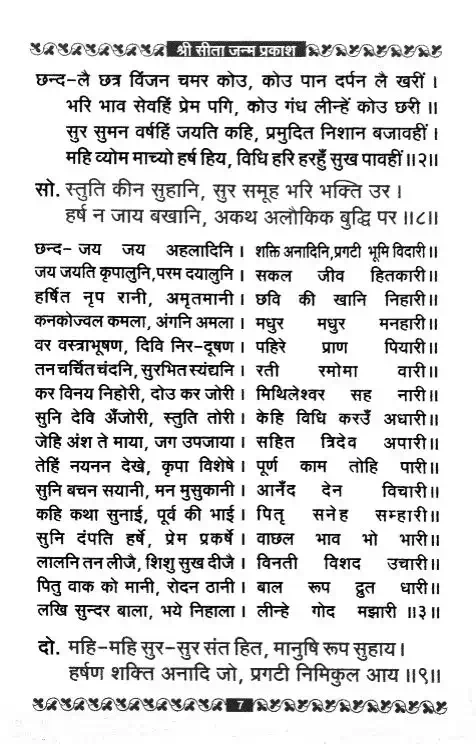 श्री सीता जन्म प्रकाश
छन्द-लै छत्र विंजन चमर कोउ, कोउ पान दर्पन लै खरीं ।
भरि भाव सेवहिं प्रेम पगि, कोउ गंध लीन्हें कोउ छरी ॥
सुर सुमन वर्षहिं जयति कहि, प्रमुदित निशान बजावहीं ।
महि व्योम माच्यो हर्ष हिय, विधि हरि हरहुँ सुख पावहीं ॥२॥
सो. स्तुति कीन सुहानि, सुर समूह भरि भक्ति उर ।
हर्ष न जाय बखानि, अकथ अलौकिक बुद्धि पर ॥८॥
छन्द- जय जय अहलादिनि । शक्ति अनादिनि,प्रगटी भूमि विदारी॥
जय जयति कृपालुनि,परम दयालुनि । सकल जीव हितकारी॥
हर्षित नृप रानी, अमृतमानी । छवि की खानि निहारी॥
कनकोज्वल कमला, अंगनि अमला । मधुर मधुर मनहारी॥
वर वस्त्राभूषण, दिवि निर-दूषण । पहिरे प्राण पियारी॥
तन चर्चित चंदनि, सुरभित स्यंद्यनि । रती रमोमा वारी॥
कर विनय निहोरी, दोउ कर जोरी । मिथिलेश्वर सह नारी॥
सुनि देवि अँजोरी, स्तुति तोरी । केहि विधि करउँ अधारी॥
जेहि अंश ते माया, जग उपजाया । सहित त्रिदेव अपारी॥
तेहिं नयनन देखे, कृपा विशेषे । पूर्ण काम तोहि पारी॥
सुनि बचन सयानी, मन मुसुकानी । आनँद देन विचारी॥
कहि कथा सुनाई, पूर्व की भाई । पितृ सनेह सम्हारी॥
सुनि दंपति हर्षे, प्रेम प्रकर्षे । वाछल भाव भो भारी॥
लालनि तन लीजै, शिशु सुख दीजै । विनती विशद उचारी॥
पितु वाक को मानी, रोदन ठानी । बाल रूप द्रुत धारी॥
लखि सुन्दर बाला, भये निहाला । लीन्हे गोद मझारी ॥३॥
दो. महि-महि सुर-सुर संत हित, मानुषि रूप सुहाय ।
हर्षण शक्ति अनादि जो, प्रगटी निमिकुल आय ॥९॥
7